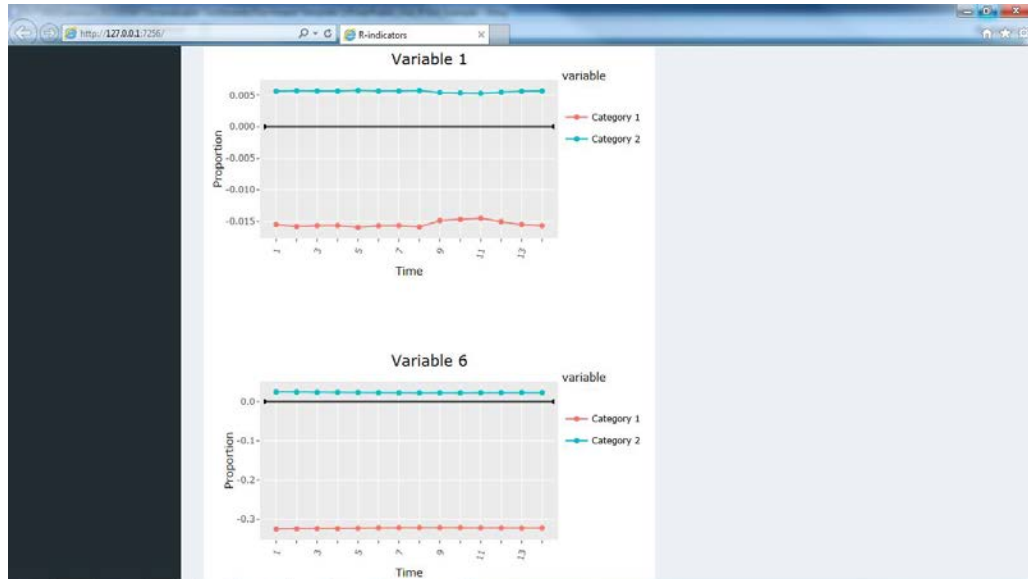 http://127.0.0.1:7256/
R-indicators
Variable 1
variable
Category 1
Category 2
0.005
0.000
-0.005
-0.010
-0.015
Proportion
1 3 5 7 9 11 13
Time
Variable 6
variable
Category 1
Category 2
0.0
-0.1
-0.2
-0.3
Proportion
1 3 5 7 9 11 13
Time